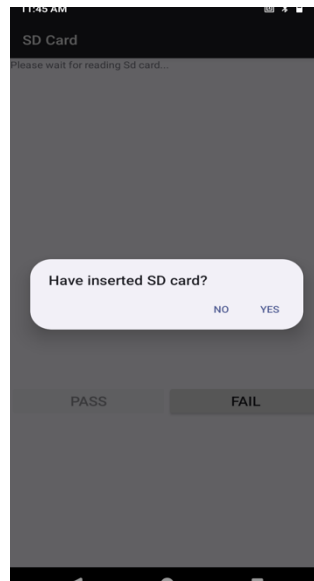 11:45 AM
SD Card
Please wait for reading Sd card...
Have inserted SD card?
NO YES
PASS FAIL